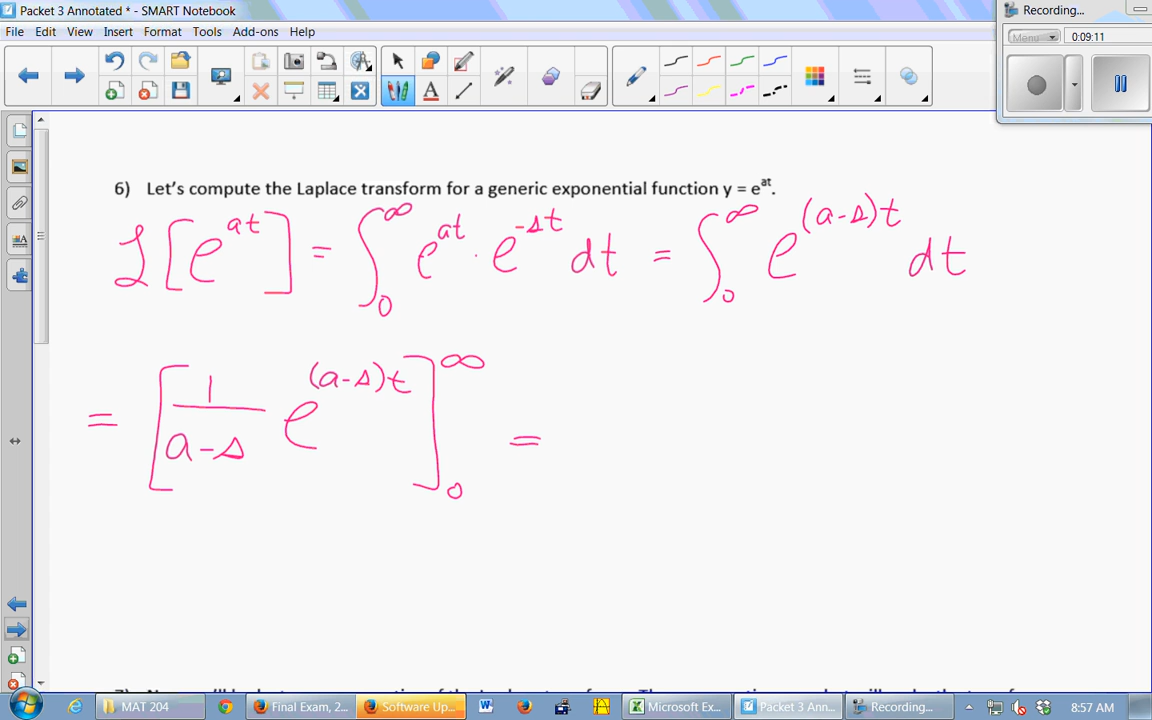 Packet 3 Annotated * - SMART Notebook
Recording...
File Edit View Insert Format Tools Add-ons Help
Menu 0:09:11
6) Let's compute the Laplace transform for a generic exponential function y = e^at.
ℒ[e^at] = ∫_0^∞ e^at · e^-st dt = ∫_0^∞ e^(a-s)t dt
= [1/(a-s) e^(a-s)t]_0^∞ =
MAT 204 Final Exam, 2... Software Up... Microsoft Ex... Packet 3 Ann... Recording... 8:57 AM